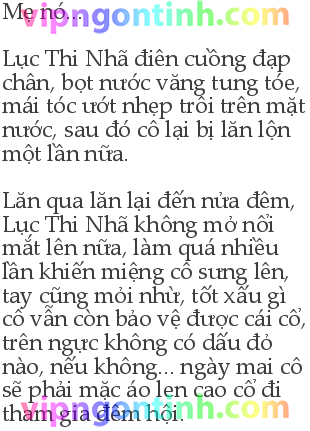 Mẹ nó...
vipngontinh.com
Lục Thi Nhã điên cuồng đạp
chân, bọt nước văng tung tóe,
mái tóc ướt nhẹp trôi trên mặt
nước, sau đó cô lại bị lăn lộn
một lần nữa.
Lăn qua lăn lại đến nửa đêm,
Lục Thi Nhã không mở nổi
mắt lên nữa, làm quá nhiều
lần khiến miệng cô sưng lên,
tay cũng mỏi nhừ, tốt xấu gì
cô vẫn còn bảo vệ được cái cổ,
trên ngực không có dấu đỏ
nào, nếu không... ngày mai cô
sẽ phải mặc áo len cao cổ đi
tham gia đêm hội.
vipngontinh.com